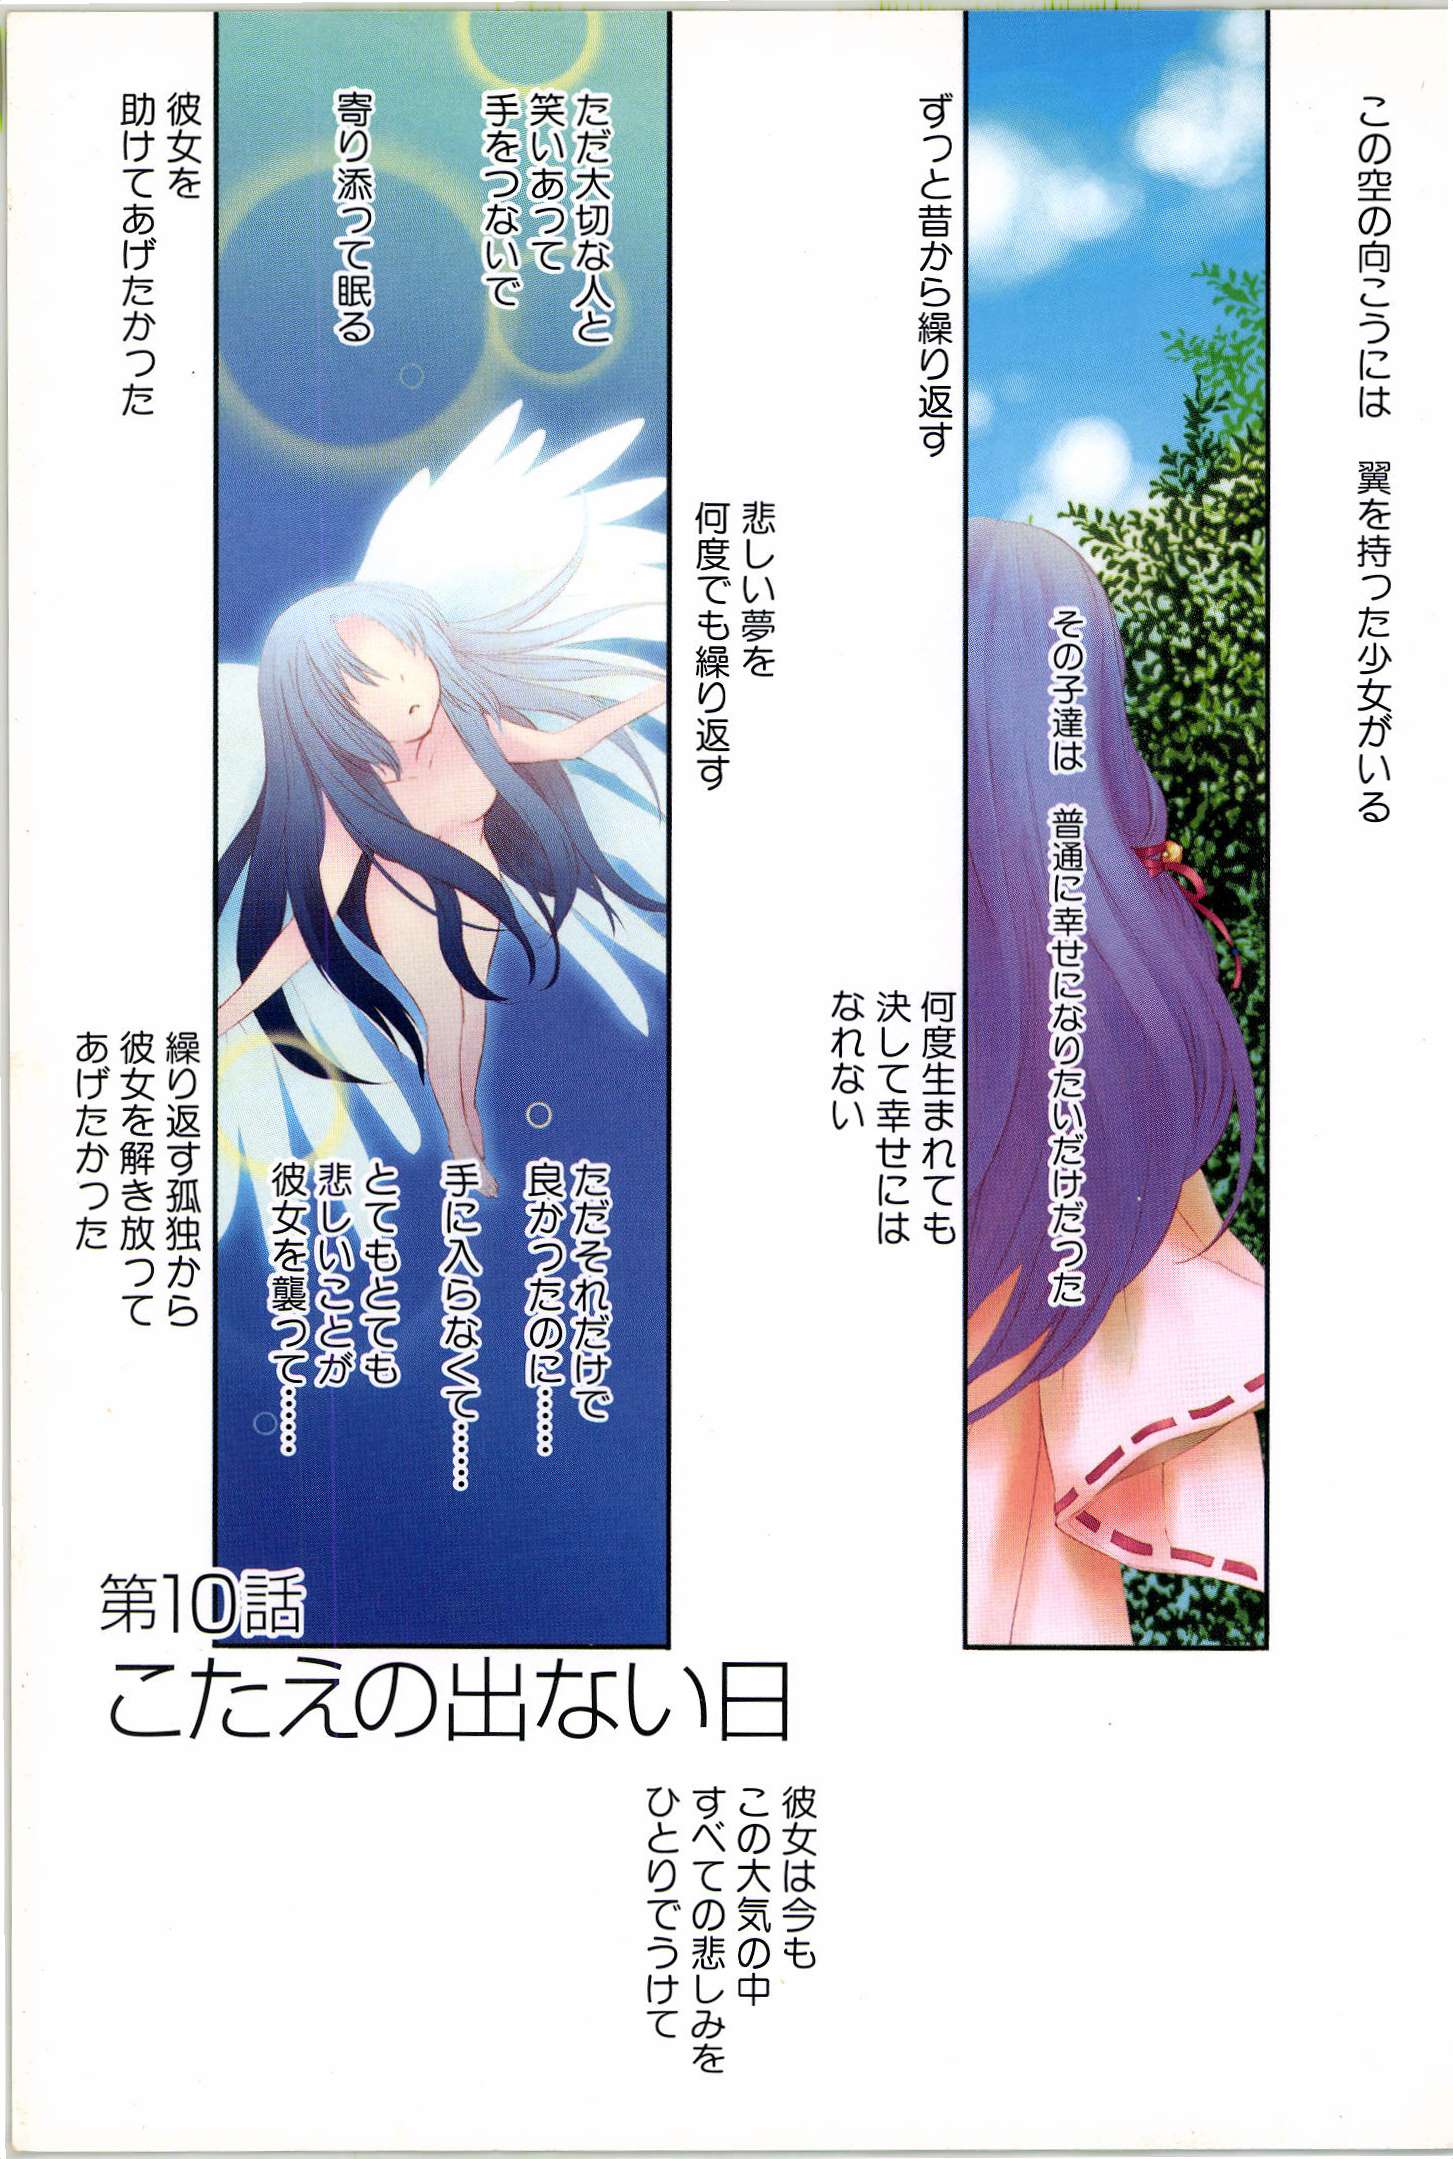 この空の向こうには　翼を持った少女がいる
ずっと昔から繰り返す
その子達は　普通に幸せになりたいだけだった
何度生まれても
決して幸せには
なれない
悲しい夢を
何度でも繰り返す
ただ大切な人と
笑いあって
手をつないで
寄り添って眠る
ただそれだけで
良かったのに……
手に入らなくて……
とてもとても
悲しいことが
彼女を襲って……
彼女を
助けてあげたかった
繰り返す孤独から
彼女を解き放って
あげたかった
第10話
こたえの出ない日
彼女は今も
この大気の中
すべての悲しみを
ひとりでうけて